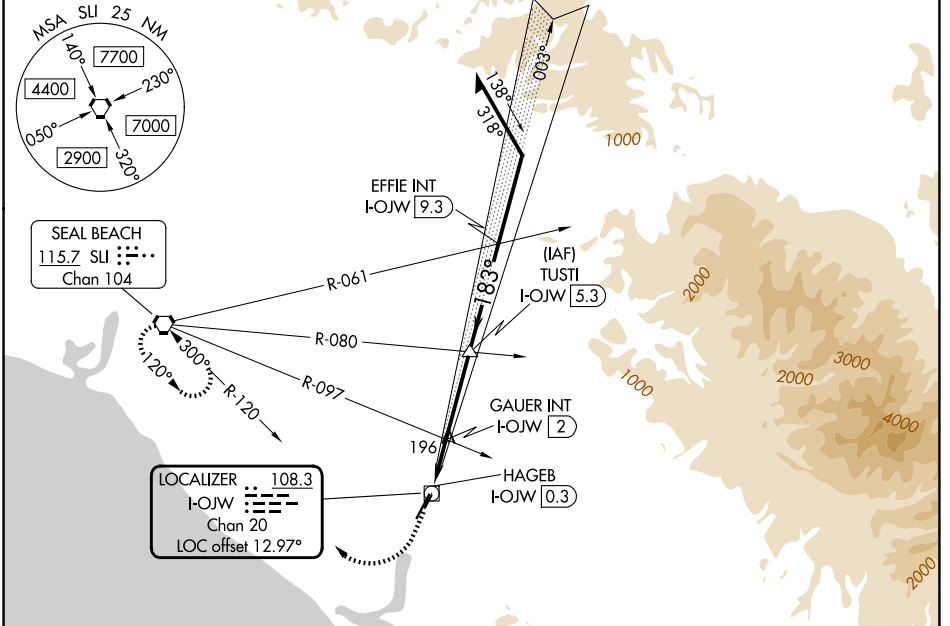 MSA SLI 25 NM
140°
7700
4400
230°
050°
7000
2900
320°
003°
138°
318°
1000
EFFIE INT
I-OJW 9.3
SEAL BEACH
115.7 SLI
Chan 104
(IAF)
TUSTI
I-OJW 5.3
183°
R-061
2000
R-080
3000
300°
120°
R-097
R-120
1000
2000
4000
GAUER INT
I-OJW 2
196
HAGEB
I-OJW 0.3
LOCALIZER 108.3
I-OJW
Chan 20
LOC offset 12.97°
2000